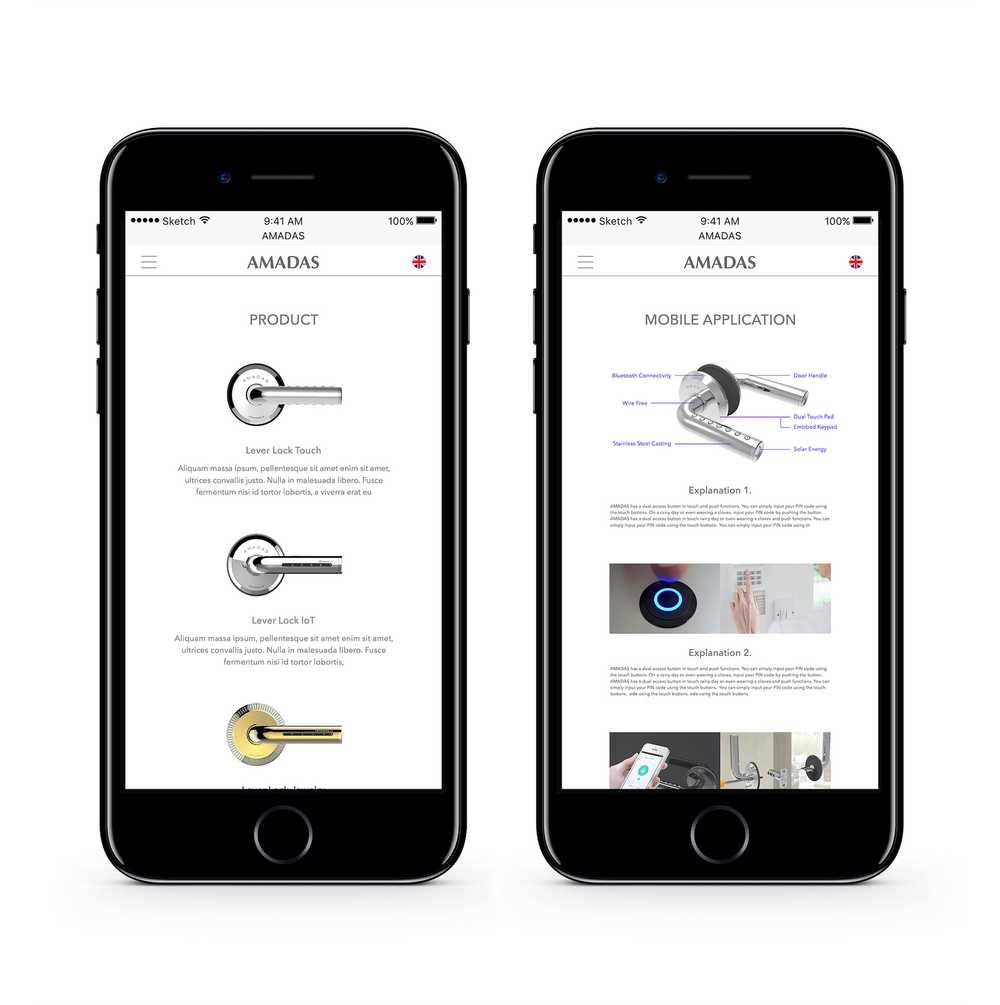 Sketch 9:41 AM 100%
AMADAS
AMADAS
PRODUCT
AMADAS
Lever Lock Touch
Aliquam massa ipsum, pellentesque sit amet enim sit amet,
ultrices convallis justo. Nulla in malesuada libero. Fusce
fermentum nisi id tortor lobortis, a viverra erat eu
AMADAS
Lever Lock IoT
Aliquam massa ipsum, pellentesque sit amet enim sit amet,
ultrices convallis justo. Nulla in malesuada libero. Fusce
fermentum nisi id tortor lobortis,
Sketch 9:41 AM 100%
AMADAS
AMADAS
MOBILE APPLICATION
Bluetooth Connectivity
Door Handle
Wire Free
Dual Touch Pad
Embbed Keypad
Stainless Steel Casting
Solar Energy
Explanation 1.
AMADAS has a dual access button in touch and push functions. You can simply input your PIN code using
the touch buttons. On a rainy day or even wearing a gloves, input your PIN code by pushing the button.
AMADAS has a dual access button in touch rainy day or even wearing a gloves and push functions. You can
simply input your PIN code using the touch buttons. You can simply input your PIN code using th
Explanation 2.
AMADAS has a dual access button in touch and push functions. You can simply input your PIN code using
the touch buttons. On a rainy day or even wearing a gloves and push functions. You can simply input your PIN code using
AMADAS has a dual access button in touch rainy day or even wearing a gloves and push functions. You can
simply input your PIN code using the touch buttons. You can simply input your PIN code using the touch
buttons. ode using the touch buttons. ode using the touch buttons.